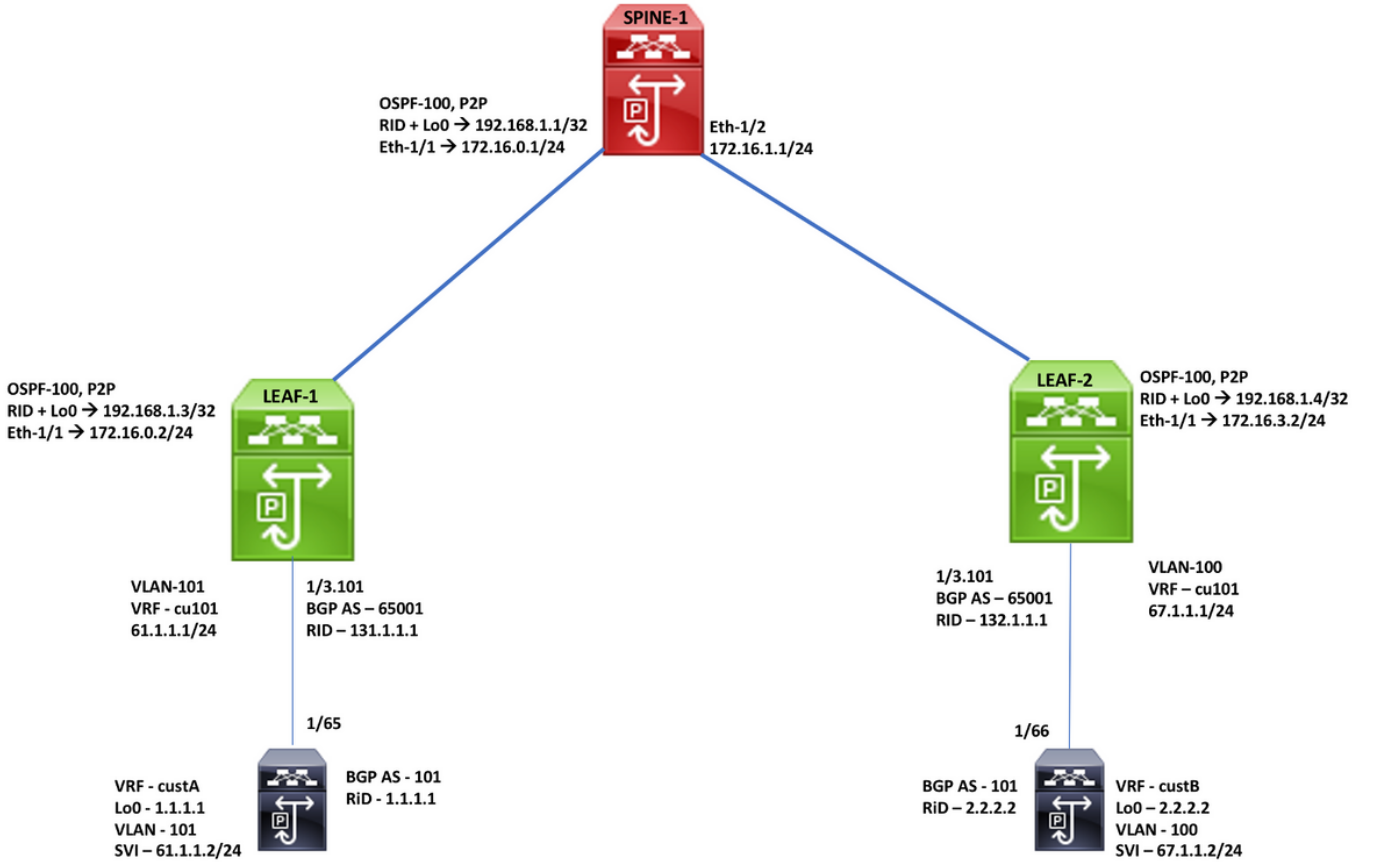 SPINE-1
OSPF-100, P2P
RID + Lo0 → 192.168.1.1/32
Eth-1/1 → 172.16.0.1/24
P
Eth-1/2
172.16.1.1/24
OSPF-100, P2P
RID + Lo0 → 192.168.1.3/32
Eth-1/1 → 172.16.0.2/24
LEAF-1
P
LEAF-2
P
OSPF-100, P2P
RID + Lo0 → 192.168.1.4/32
Eth-1/1 → 172.16.3.2/24
VLAN-101
VRF - cu101
61.1.1.1/24
1/3.101
BGP AS – 65001
RID – 131.1.1.1
1/3.101
BGP AS – 65001
RID – 132.1.1.1
VLAN-100
VRF – cu101
67.1.1.1/24
1/65
1/66
VRF - custA
Lo0 - 1.1.1.1
VLAN - 101
SVI – 61.1.1.2/24
P
BGP AS - 101
RiD - 1.1.1.1
BGP AS - 101
RiD – 2.2.2.2
P
VRF - custB
Lo0 – 2.2.2.2
VLAN - 100
SVI – 67.1.1.2/24